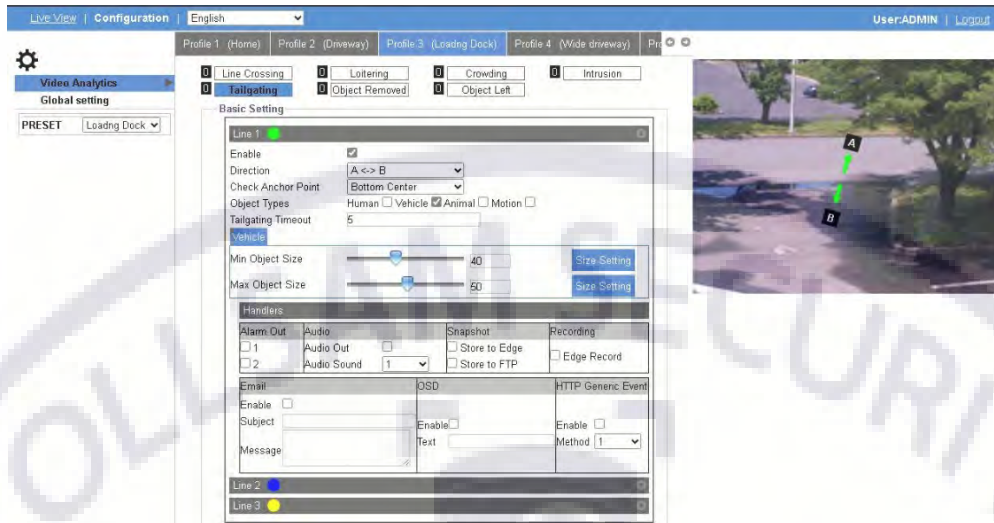 Live View | Configuration | English User:ADMIN | Logout
Profile 1 (Home) Profile 2 (Driveway) Profile 3 (Loadng Dock) Profile 4 (Wide driveway)
Video Analytics
Global setting
PRESET Loadng Dock
0 Line Crossing 0 Loitering 0 Crowding 0 Intrusion
0 Tailgating 0 Object Removed 0 Object Left
Basic Setting
Line 1
Enable
Direction A <-> B
Check Anchor Point Bottom Center
Object Types Human Vehicle Animal Motion
Tailgating Timeout 5
Vehicle
Min Object Size 40 Size Setting
Max Object Size 50 Size Setting
Handlers
Alarm Out Audio Snapshot Recording
1 Audio Out Store to Edge Edge Record
2 Audio Sound 1 Store to FTP
Email OSD HTTP Generic Event
Enable
Subject Enable Enable
Text Method 1
Message
Line 2
Line 3
A
B